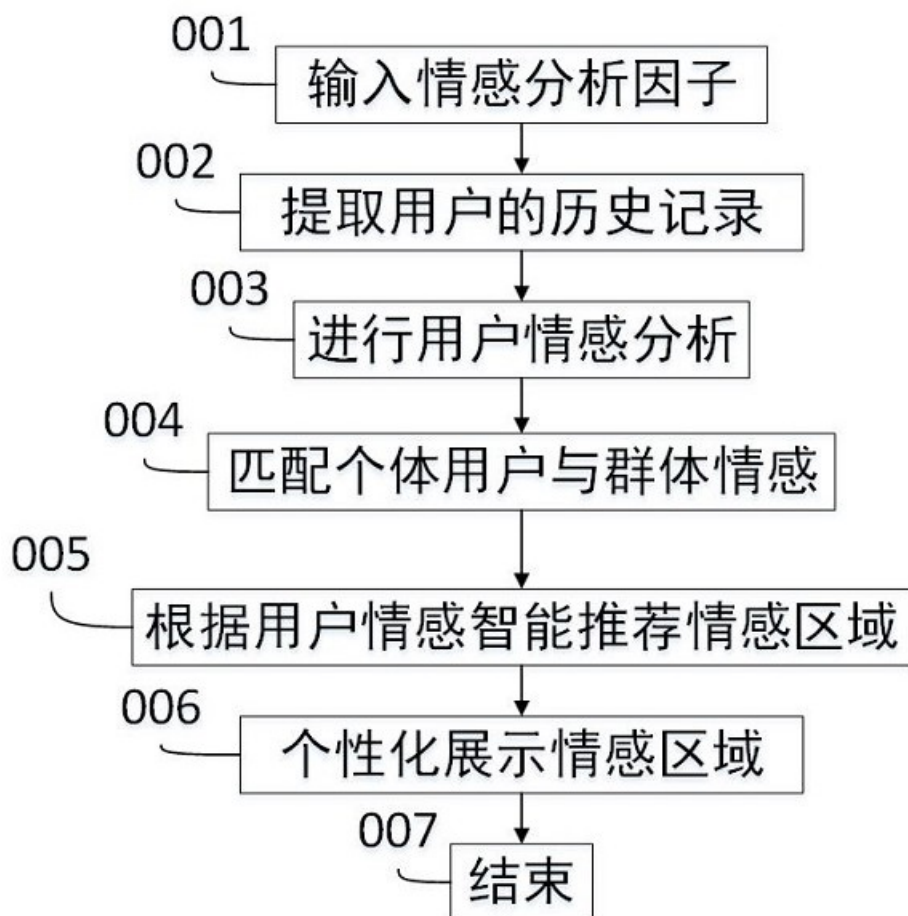 001
输入情感分析因子
002
提取用户的历史记录
003
进行用户情感分析
004
匹配个体用户与群体情感
005
根据用户情感智能推荐情感区域
006
个性化展示情感区域
007
结束